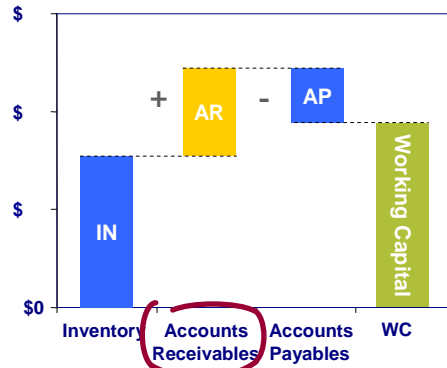 $
$
+
AR
-
AP
$
IN
Working Capital
$0
Inventory
Accounts
Receivables
Accounts
Payables
WC